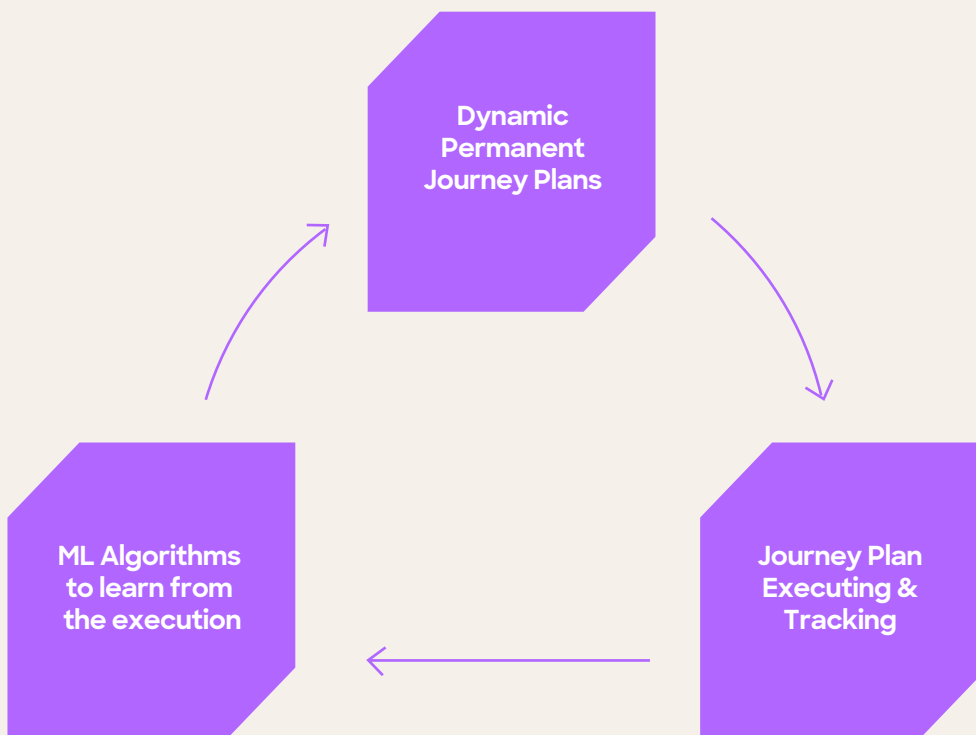 Dynamic
Permanent
Journey Plans
ML Algorithms
to learn from
the execution
Journey Plan
Executing &
Tracking